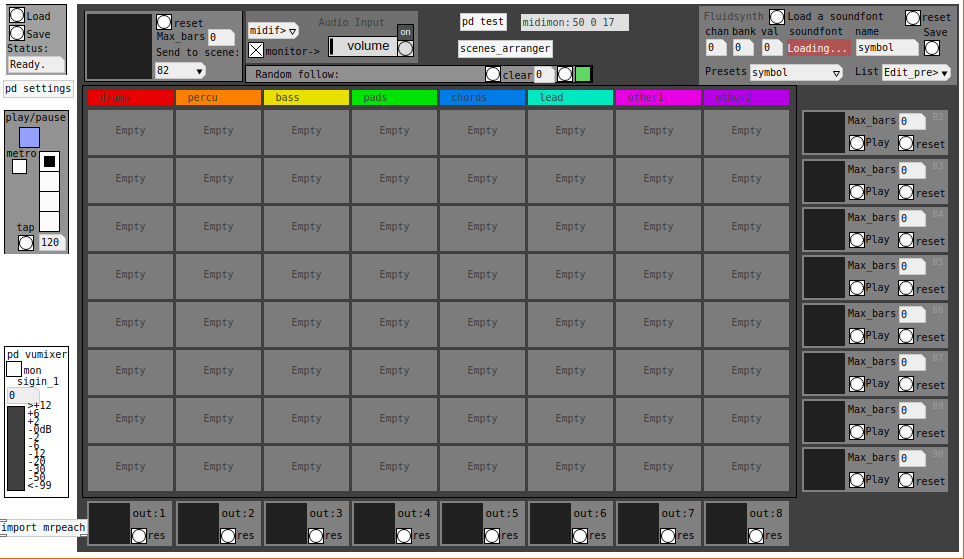 Load
Save
Status:
Ready.
pd settings
play/pause
metro
tap
120
pd vumixer
mon
sigin_1
0
>+12
+6
+2
-0dB
-2
-6
-12
-20
-30
-50
<-99
import mrpeach
reset
Max_bars 0
Send to scene:
82
midif>
Audio Input
on
monitor->
volume
Random follow:
clear 0
pd test
midimon:50 0 17
scenes_arranger
Fluidsynth
Load a soundfont
reset
chan bank val soundfont name Save
0 0 0 Loading... symbol
Presets symbol
List Edit_pre>
drums percu bass pads chords lead other1 other2
Empty Empty Empty Empty Empty Empty Empty Empty
Empty Empty Empty Empty Empty Empty Empty Empty
Empty Empty Empty Empty Empty Empty Empty Empty
Empty Empty Empty Empty Empty Empty Empty Empty
Empty Empty Empty Empty Empty Empty Empty Empty
Empty Empty Empty Empty Empty Empty Empty Empty
Empty Empty Empty Empty Empty Empty Empty Empty
Empty Empty Empty Empty Empty Empty Empty Empty
Max_bars 0 82
Play reset
Max_bars 0 83
Play reset
Max_bars 0 84
Play reset
Max_bars 0 85
Play reset
Max_bars 0 86
Play reset
Max_bars 0 87
Play reset
Max_bars 0 89
Play reset
Max_bars 0 90
Play reset
out:1 out:2 out:3 out:4 out:5 out:6 out:7 out:8
res res res res res res res res